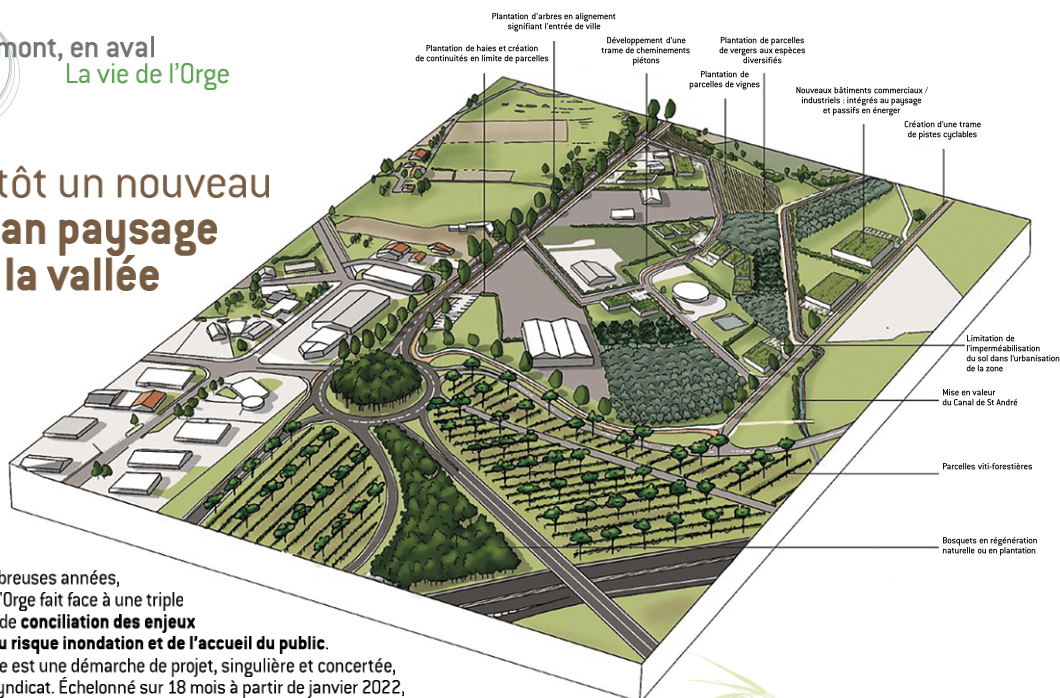 mont, en aval
La vie de l'Orge
tôt un nouveau
an paysage
la vallée
Plantation d'arbres en alignement
signifiant l'entrée de ville
Plantation de haies et création
de continuités en limite de parcelles
Développement d'une
trame de cheminements
piétons
Plantation de parcelles
de vergers aux espèces
diversifiés
Plantation de
parcelles de vignes
Nouveaux bâtiments commerciaux /
industriels : intégrés au paysage
et passifs en énerger
Création d'une trame
de pistes cyclables
Limitation de
l'imperméabilisation
du sol dans l'urbanisation
de la zone
Mise en valeur
du Canal de St André
Parcelles viti-forestières
Bosquets en régénération
naturelle ou en plantation
breuses années,
l'Orge fait face à une triple
de conciliation des enjeux
u risque inondation et de l'accueil du public.
e est une démarche de projet, singulière et concertée,
yndicat. Échelonné sur 18 mois à partir de janvier 2022,